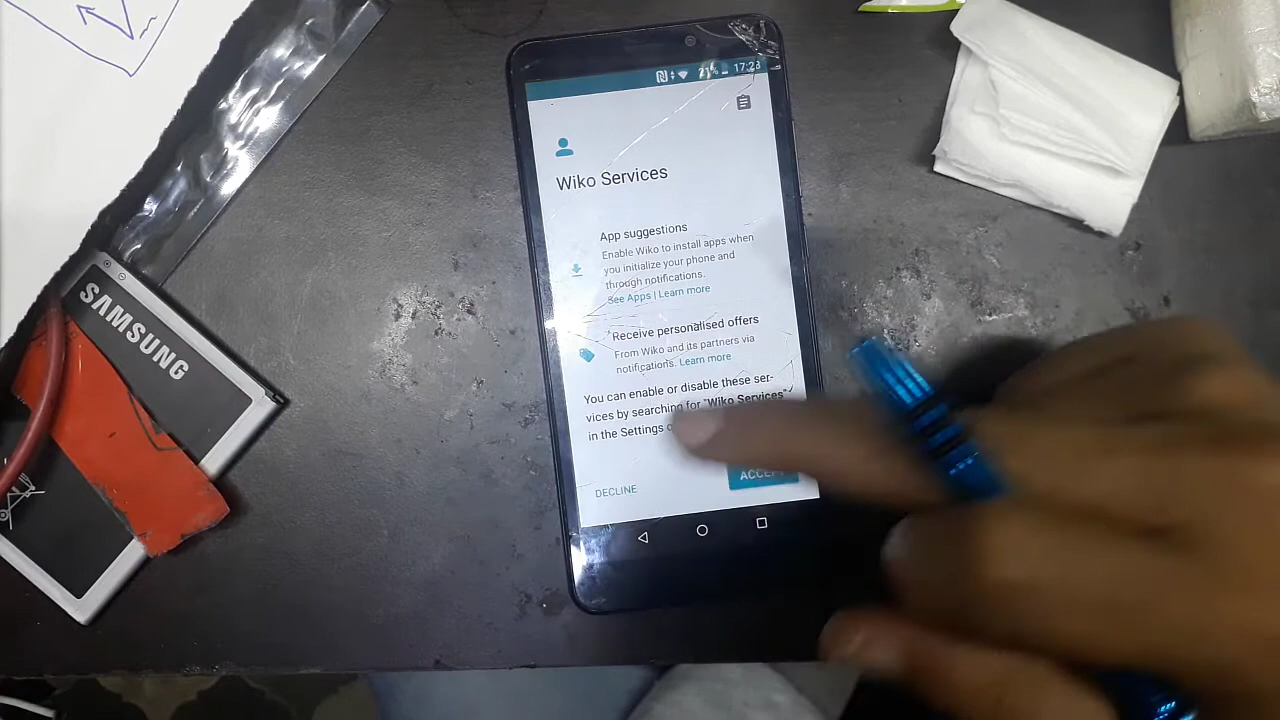 21% 17:23
Wiko Services
App suggestions
Enable Wiko to install apps when
you initialize your phone and
through notifications.
See Apps | Learn more
Receive personalised offers
From Wiko and its partners via
notifications. Learn more
You can enable or disable these ser-
vices by searching for "Wiko Services"
in the Settings
DECLINE
ACCEPT
SAMSUNG